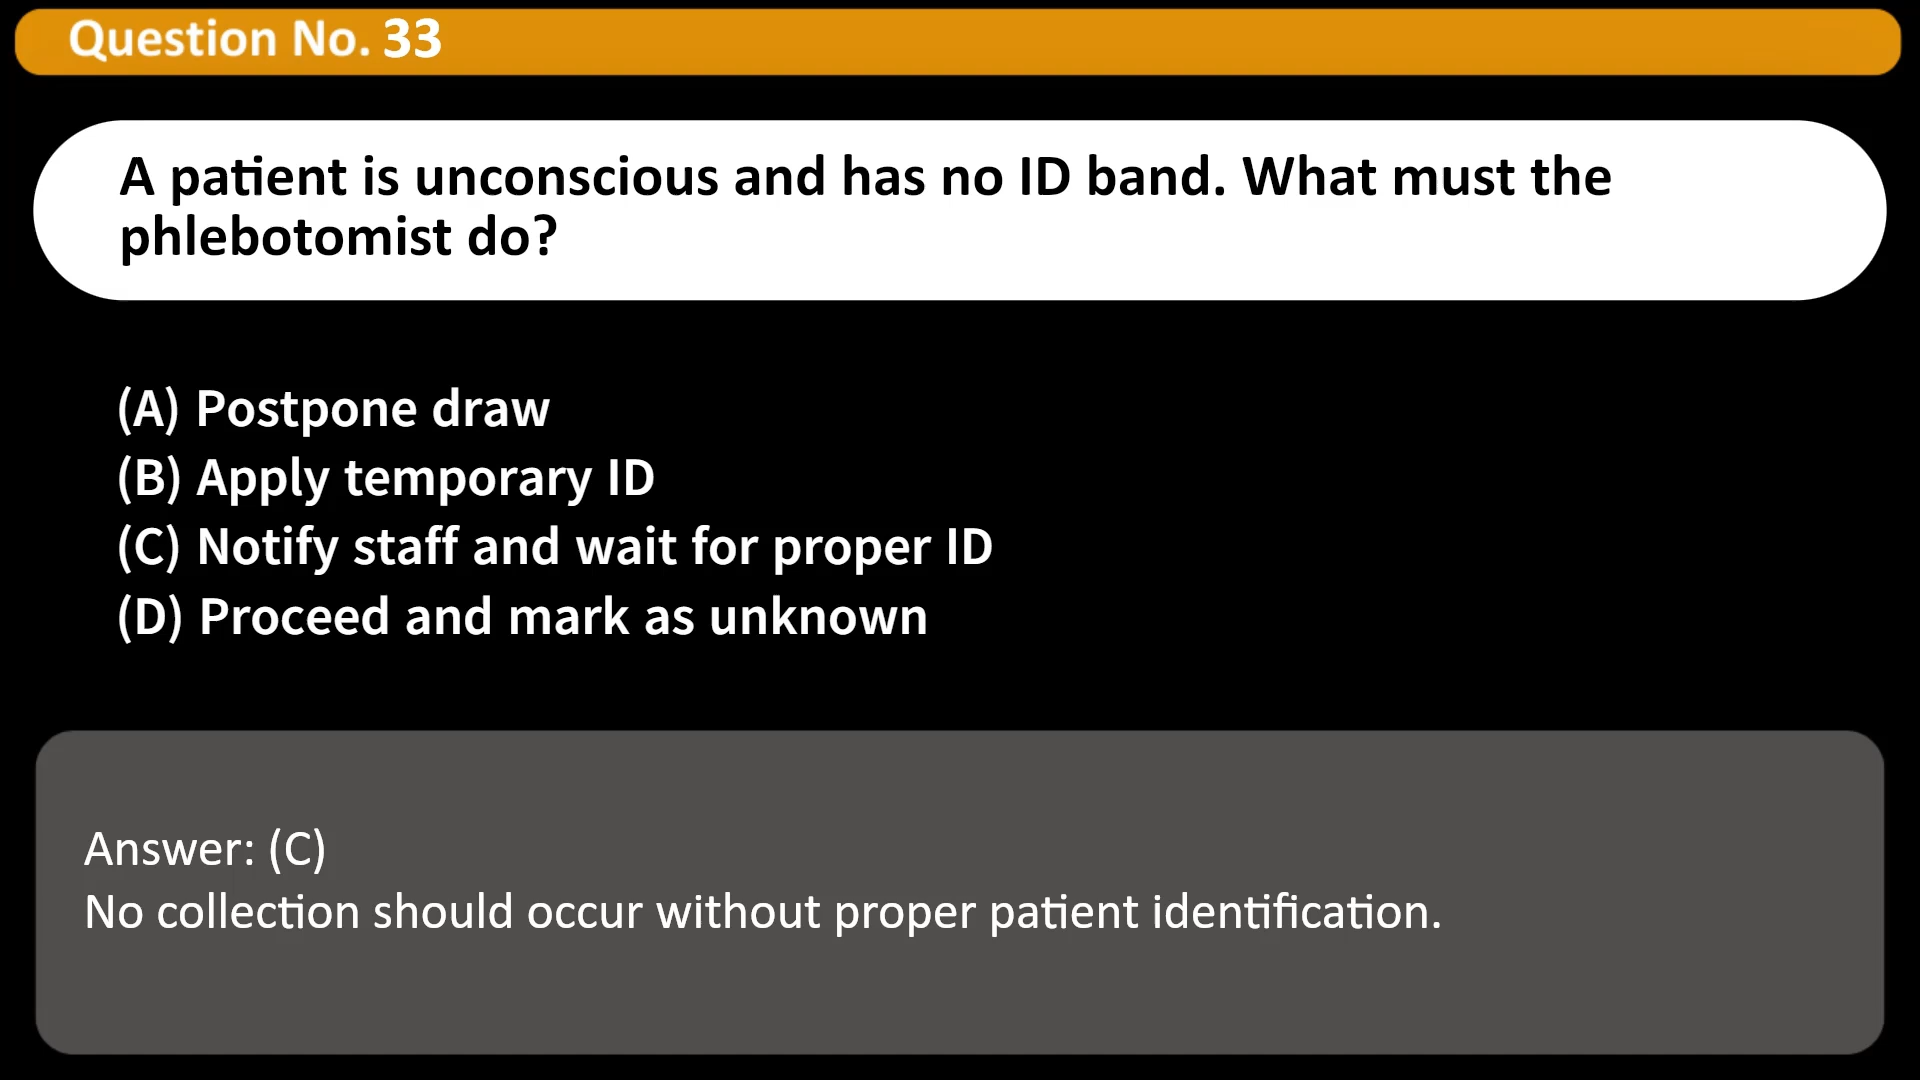 Question No. 33
A patient is unconscious and has no ID band. What must the
phlebotomist do?
(A) Postpone draw
(B) Apply temporary ID
(C) Notify staff and wait for proper ID
(D) Proceed and mark as unknown
Answer: (C)
No collection should occur without proper patient identification.